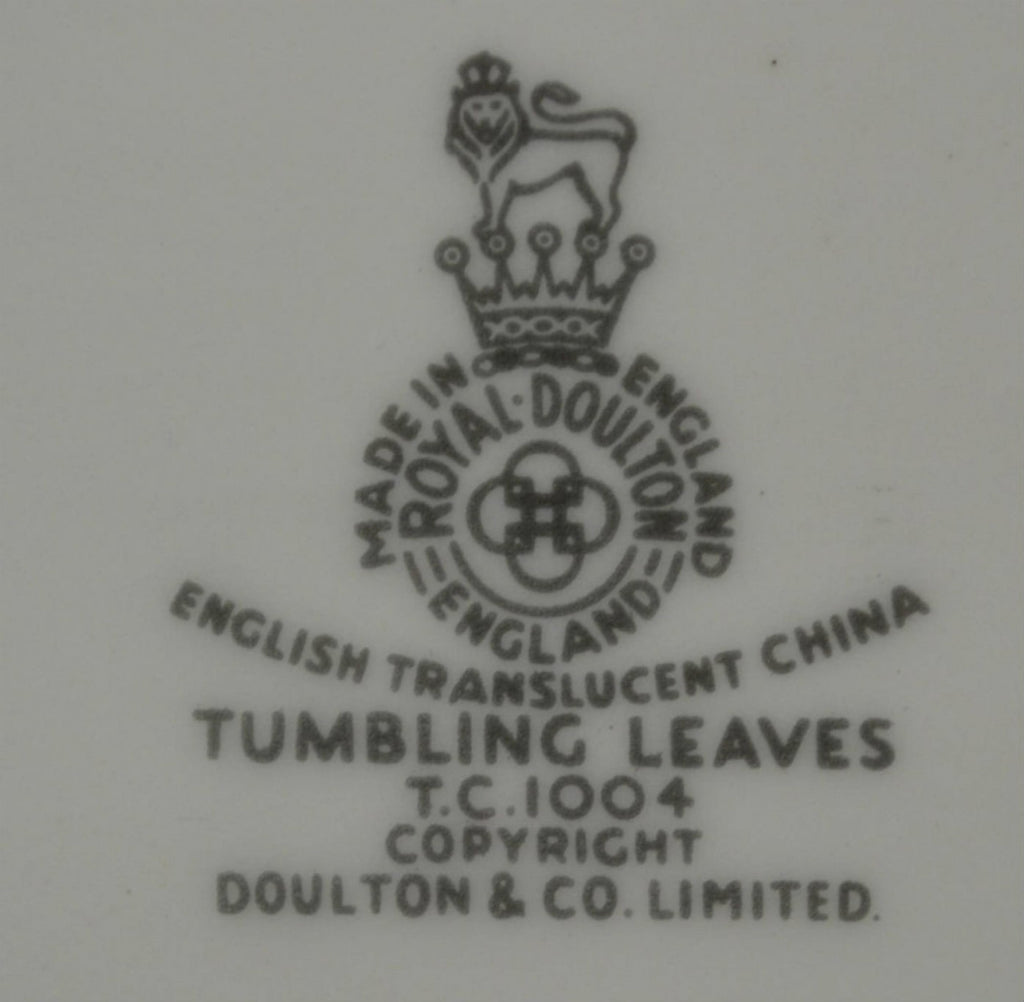 MADE IN ENGLAND
ROYAL·DOULTON
ENGLAND
ENGLISH TRANSLUCENT CHINA
TUMBLING LEAVES
T.C.1004
COPYRIGHT
DOULTON & CO. LIMITED.